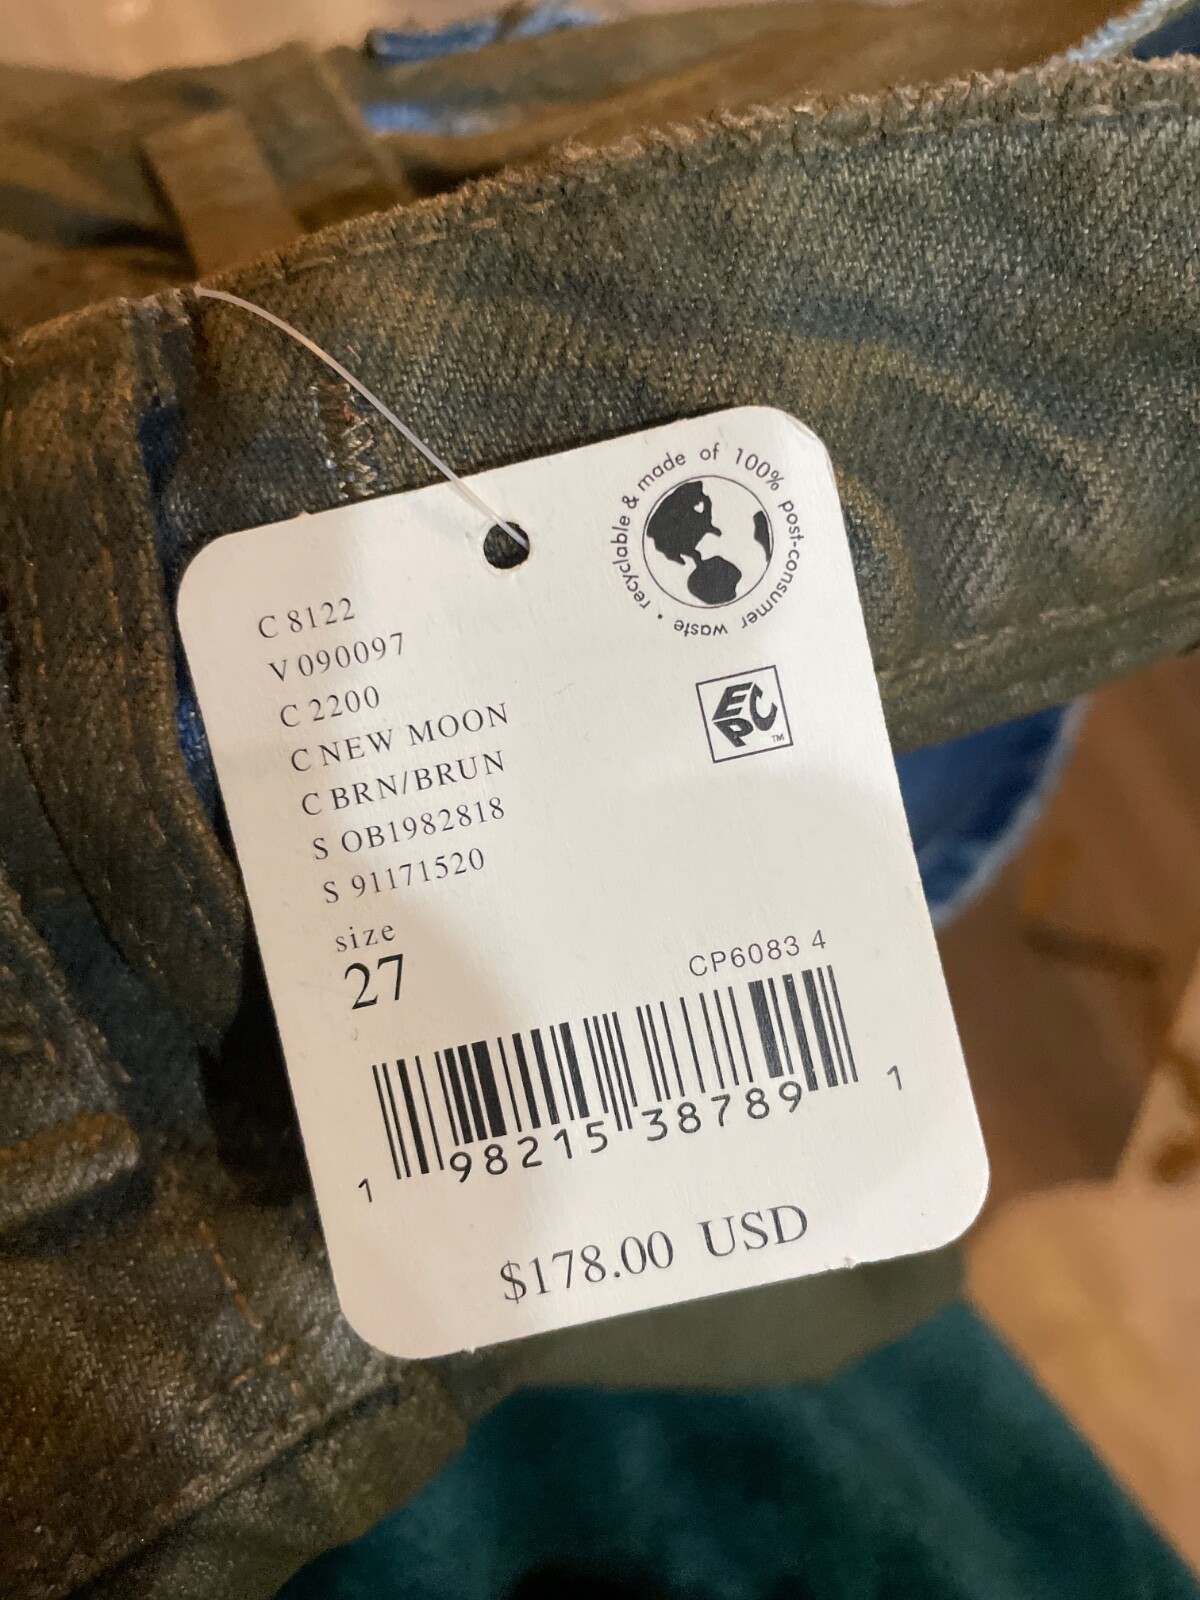 recyclable & made of 100% post-consumer waste •
EPC™
C 8122
V 090097
C 2200
C NEW MOON
C BRN/BRUN
S OB1982818
S 91171520
size
27
CP6083 4
1 98215 38789 1
$178.00 USD